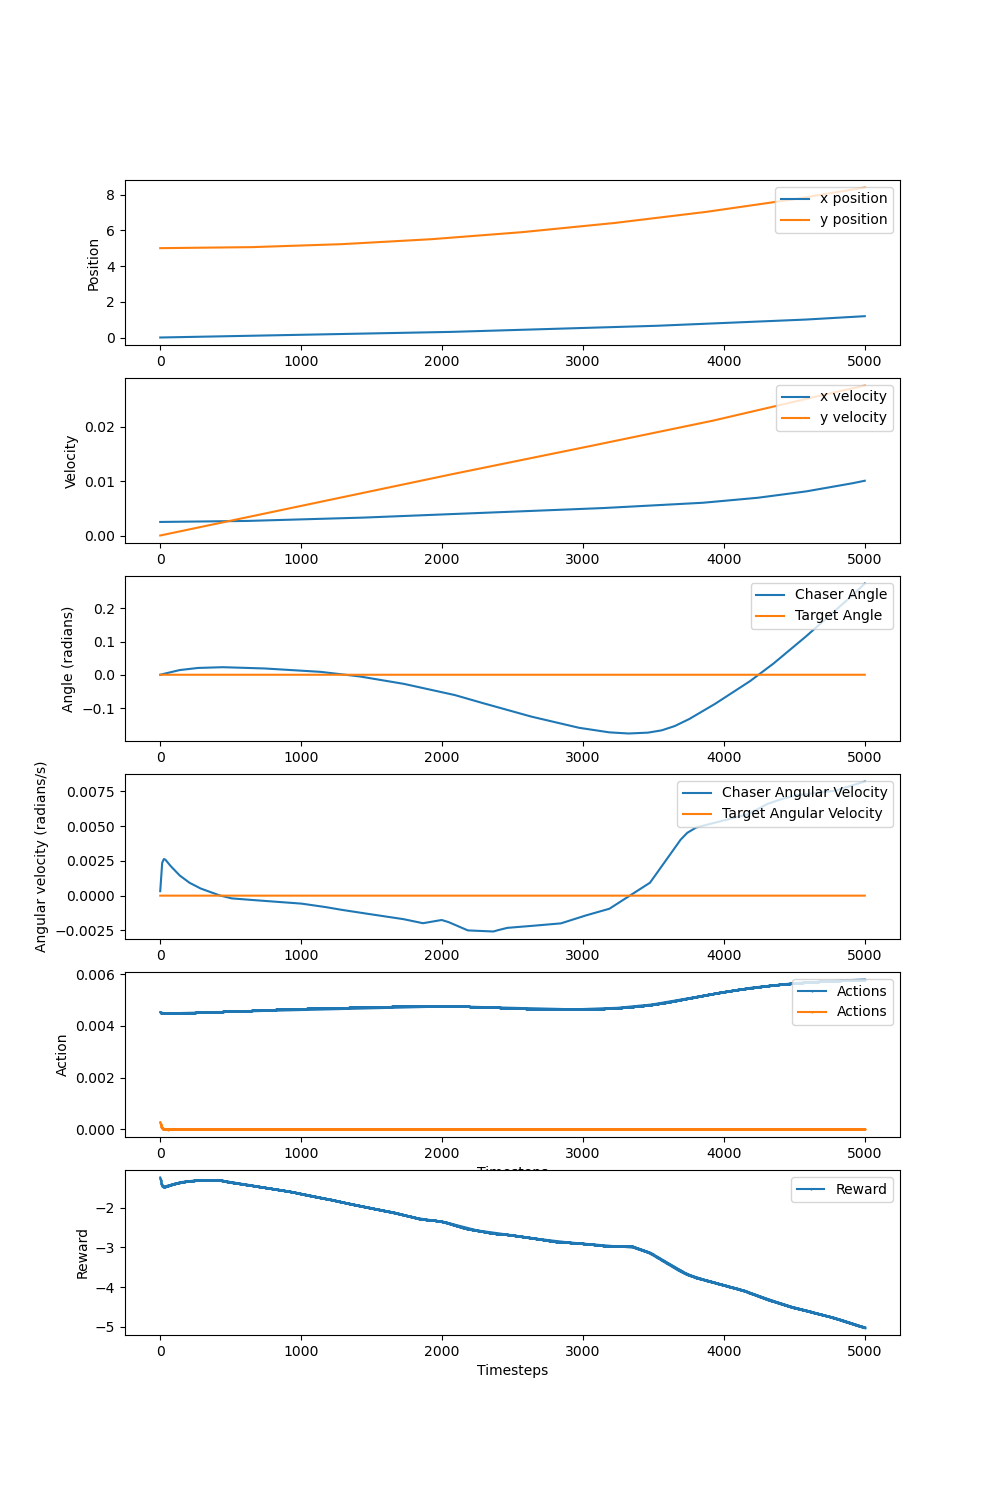 8
6
4
2
0
Position
x position
y position
0 1000 2000 3000 4000 5000
0.02
0.01
0.00
Velocity
x velocity
y velocity
0 1000 2000 3000 4000 5000
0.2
0.1
0.0
−0.1
Angle (radians)
Chaser Angle
Target Angle
0 1000 2000 3000 4000 5000
0.0075
0.0050
0.0025
0.0000
−0.0025
Angular velocity (radians/s)
Chaser Angular Velocity
Target Angular Velocity
0 1000 2000 3000 4000 5000
0.006
0.004
0.002
0.000
Action
Actions
Actions
0 1000 2000 3000 4000 5000
Timesteps
−2
−3
−4
−5
Reward
Reward
0 1000 2000 3000 4000 5000
Timesteps